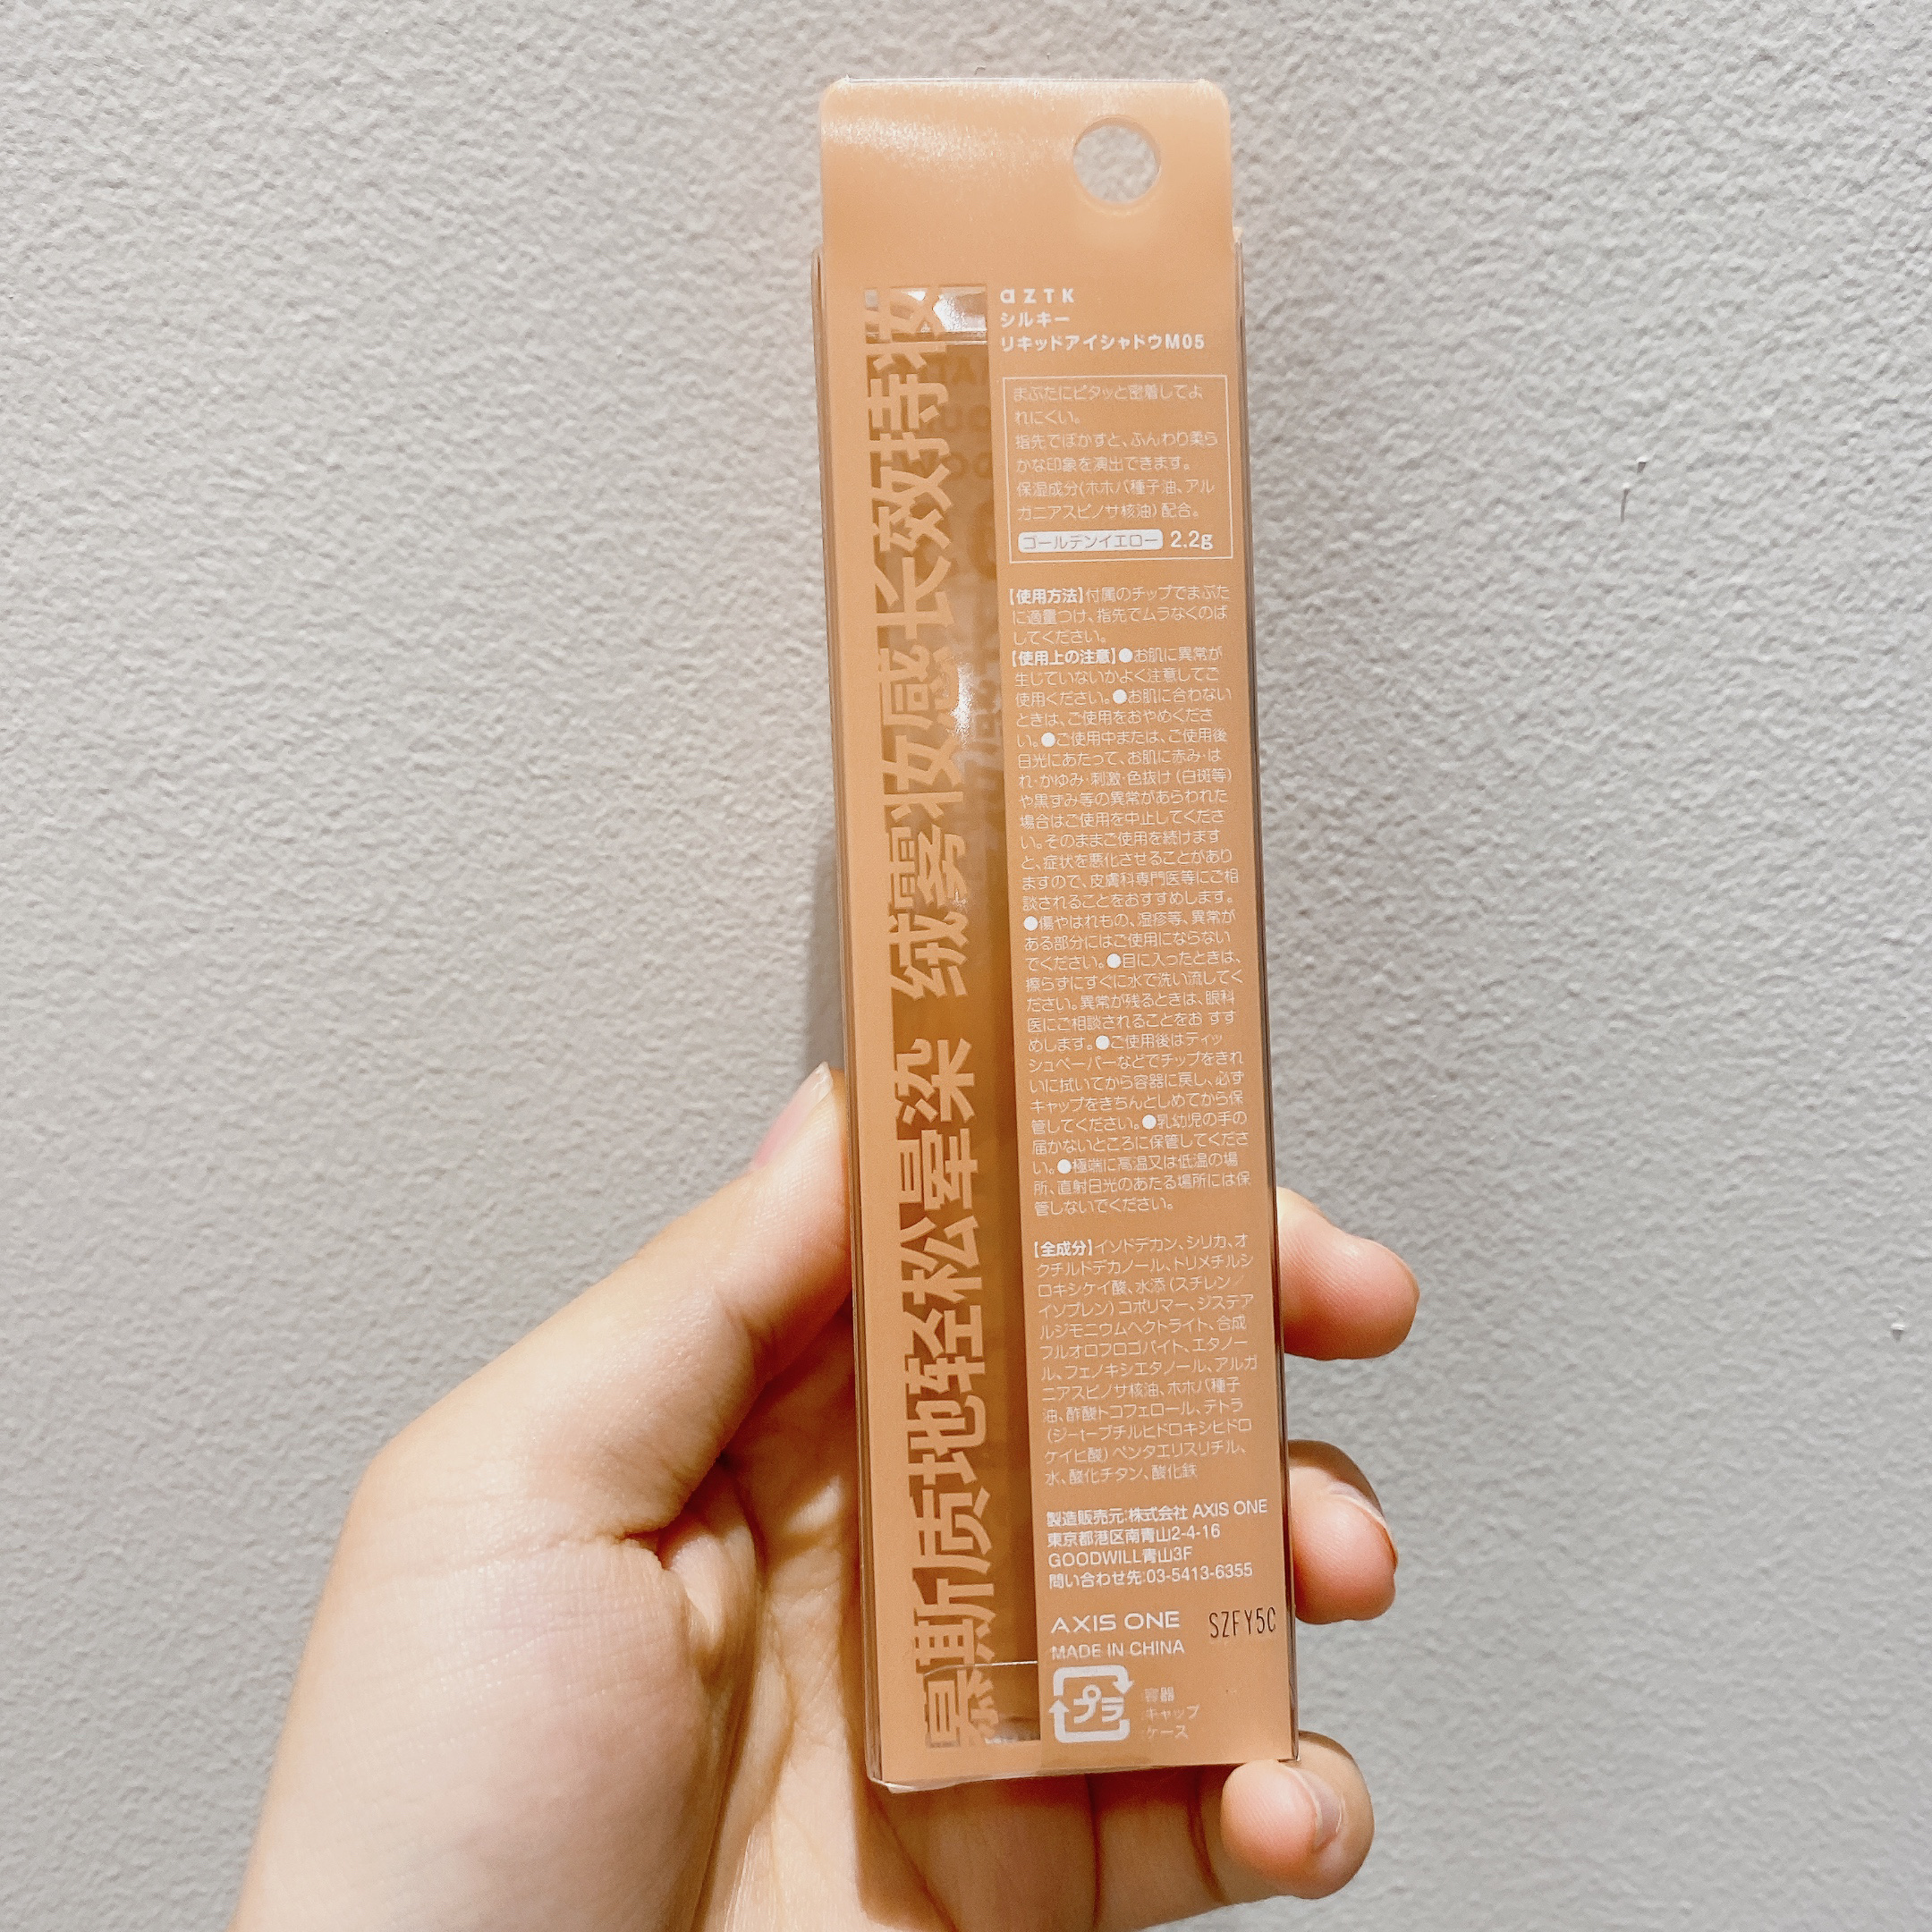 aZTK
シルキー
リキッドアイシャドウM05
まぶたにピタッと密着してよ
れにくい。
指先でぼかすと、ふんわり柔ら
かな印象を演出できます。
保湿成分(ホホバ種子油、アル
ガニアスピノサ核油)配合。
ゴールデンイエロー 2.2g
【使用方法】付属のチップでまぶた
に適量つけ、指先でムラなくのば
してください。
【使用上の注意】●お肌に異常が
生じていないかよく注意してご
使用ください。●お肌に合わない
ときは、ご使用をおやめくださ
い。●ご使用中または、ご使用後
日光にあたって、お肌に赤み・は
れ・かゆみ・刺激・色抜け(白斑等)
や黒ずみ等の異常があらわれた
場合はご使用を中止してくださ
い。そのままご使用を続けます
と、症状を悪化させることがあり
ますので、皮膚科専門医等にご相
談されることをおすすめします。
●傷やはれもの、湿疹等、異常が
ある部分にはご使用にならない
でください。●目に入ったときは、
擦らずにすぐに水で洗い流してく
ださい。異常が残るときは、眼科
医にご相談されることをお すす
めします。●ご使用後はティッ
シュペーパーなどでチップをきれ
いに拭いてから容器に戻し、必ず
キャップをきちんとしめてから保
管してください。●乳幼児の手の
届かないところに保管してくださ
い。●極端に高温又は低温の場
所、直射日光のあたる場所には保
管しないでください。
【全成分】イソドデカン、シリカ、オ
クチルドデカノール、トリメチルシ
ロキシケイ酸、水添(スチレン/
イソプレン)コポリマー、ジステア
ルジモニウムヘクトライト、合成
フルオロフロゴパイト、エタノー
ル、フェノキシエタノール、アルガ
ニアスピノサ核油、ホホバ種子
油、酢酸トコフェロール、テトラ
(ジ-t-ブチルヒドロキシヒドロ
ケイヒ酸)ペンタエリスリチル、
水、酸化チタン、酸化鉄
製造販売元:株式会社 AXIS ONE
東京都港区南青山2-4-16
GOODWILL青山3F
問い合わせ先:03-5413-6355
AXIS ONE
SZFY5C
MADE IN CHINA
プラ
容器
キャップ
ケース
慕斯质地轻松晕染 绒雾妆感长效持妆